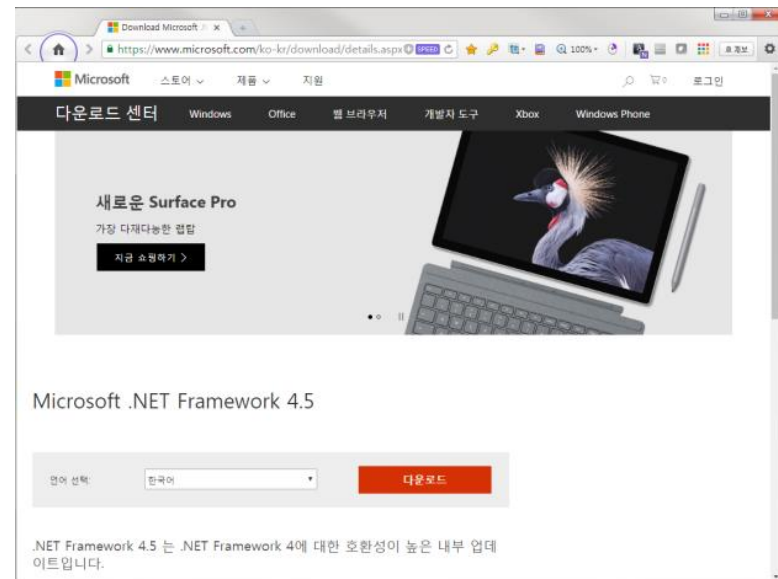 Download Microsoft
https://www.microsoft.com/ko-kr/download/details.aspx
SPEED
100%
Microsoft 스토어 제품 지원 로그인
다운로드 센터 Windows Office 웹 브라우저 개발자 도구 Xbox Windows Phone
새로운 Surface Pro
가장 다재다능한 랩탑
지금 쇼핑하기 >
Microsoft .NET Framework 4.5
언어 선택: 한국어 다운로드
.NET Framework 4.5 는 .NET Framework 4에 대한 호환성이 높은 내부 업데
이트입니다.